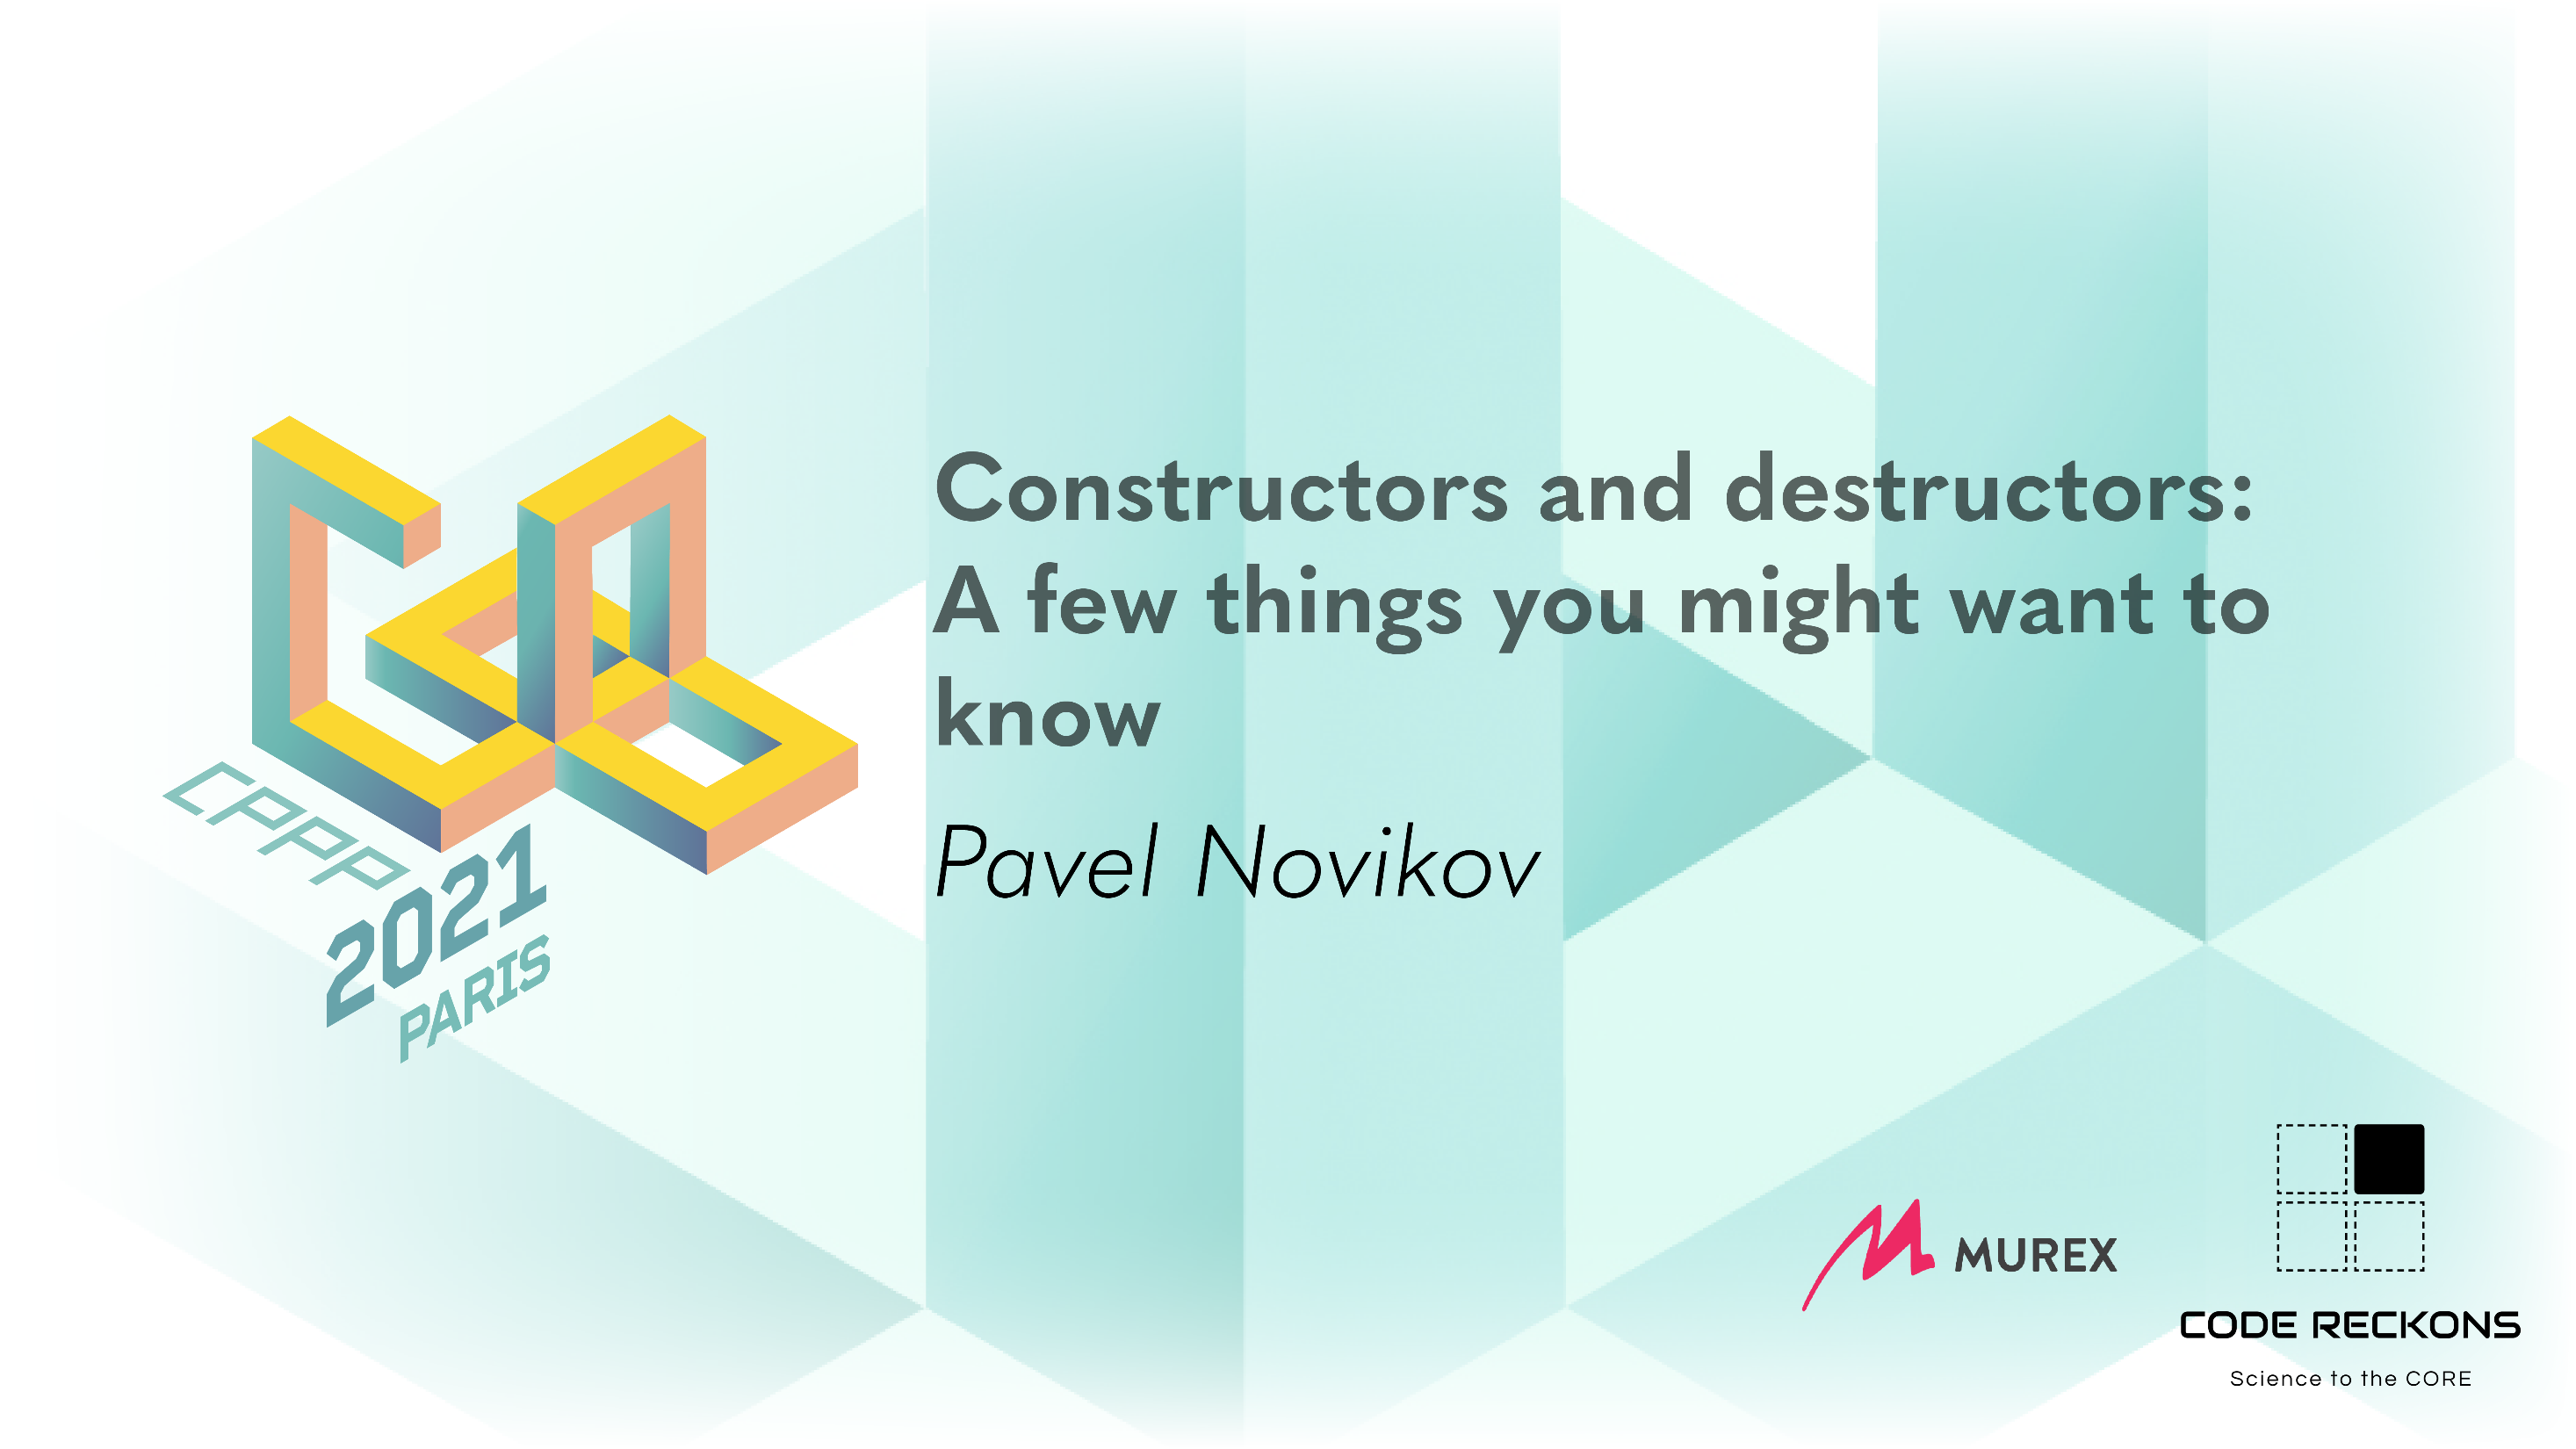 Constructors and destructors:
A few things you might want to
know
Pavel Novikov
CPPP
2021
PARIS
MUREX
CODE RECKONS
Science to the CORE